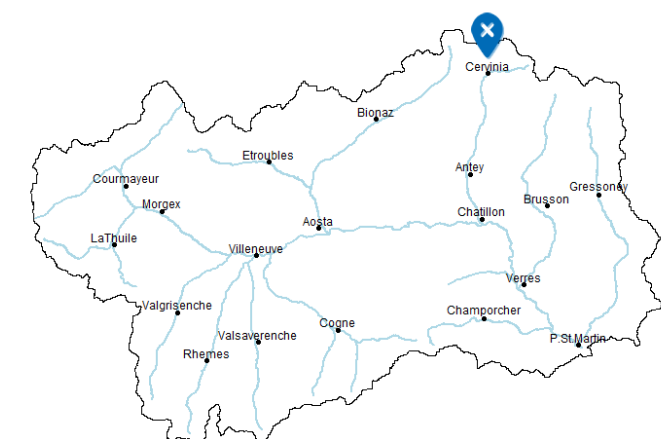 Cervinia
Bionaz
Etroubles
Antey
Courmayeur
Gressoney
Morgex
Brusson
Chatillon
Aosta
LaThuile
Villeneuve
Verres
Valgrisenche
Champorcher
Cogne
Valsaverenche
P.St.Martin
Rhemes